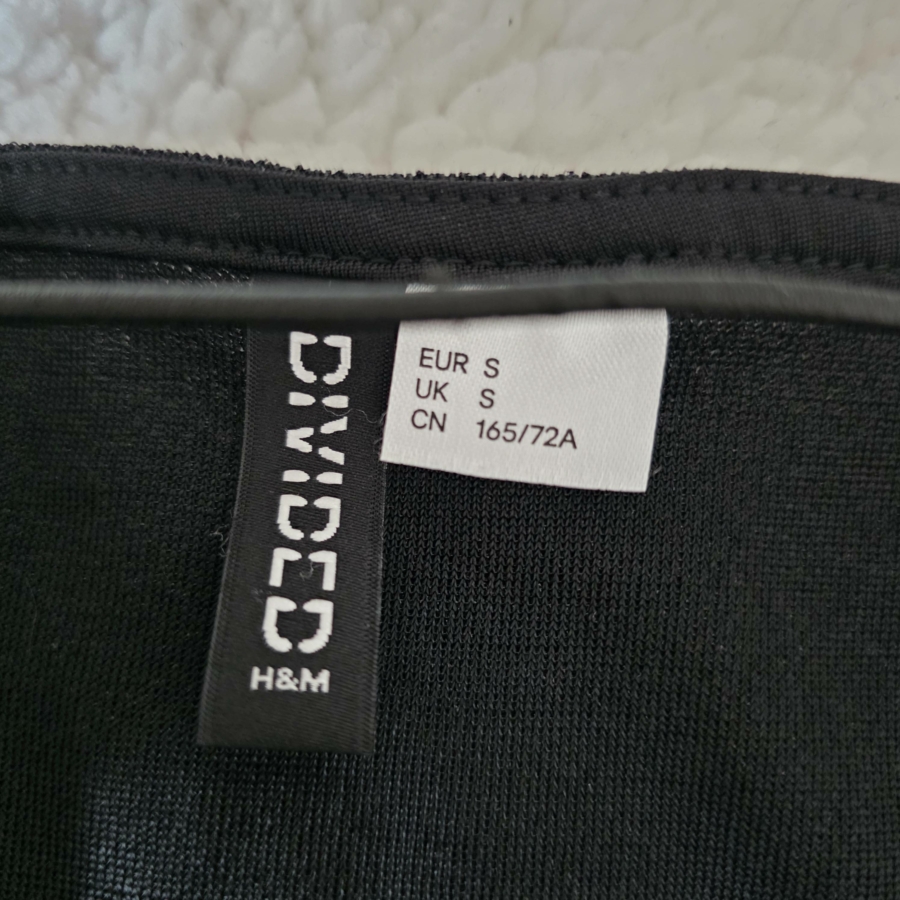 DIVIDED
H&M
EUR S
UK S
CN 165/72A